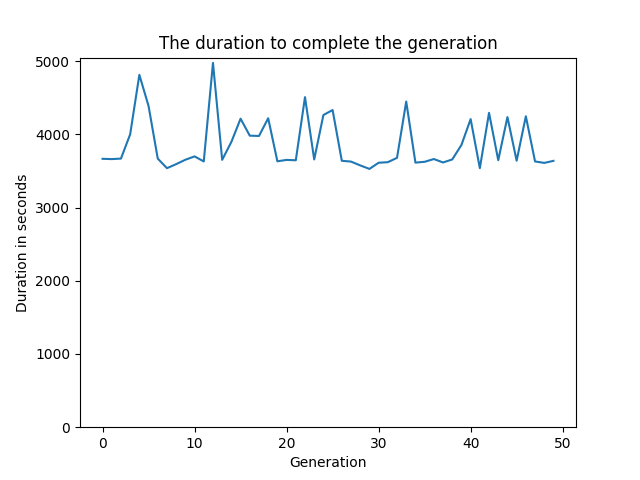 The duration to complete the generation
5000
4000
3000
2000
1000
0
Duration in seconds
0 10 20 30 40 50
Generation